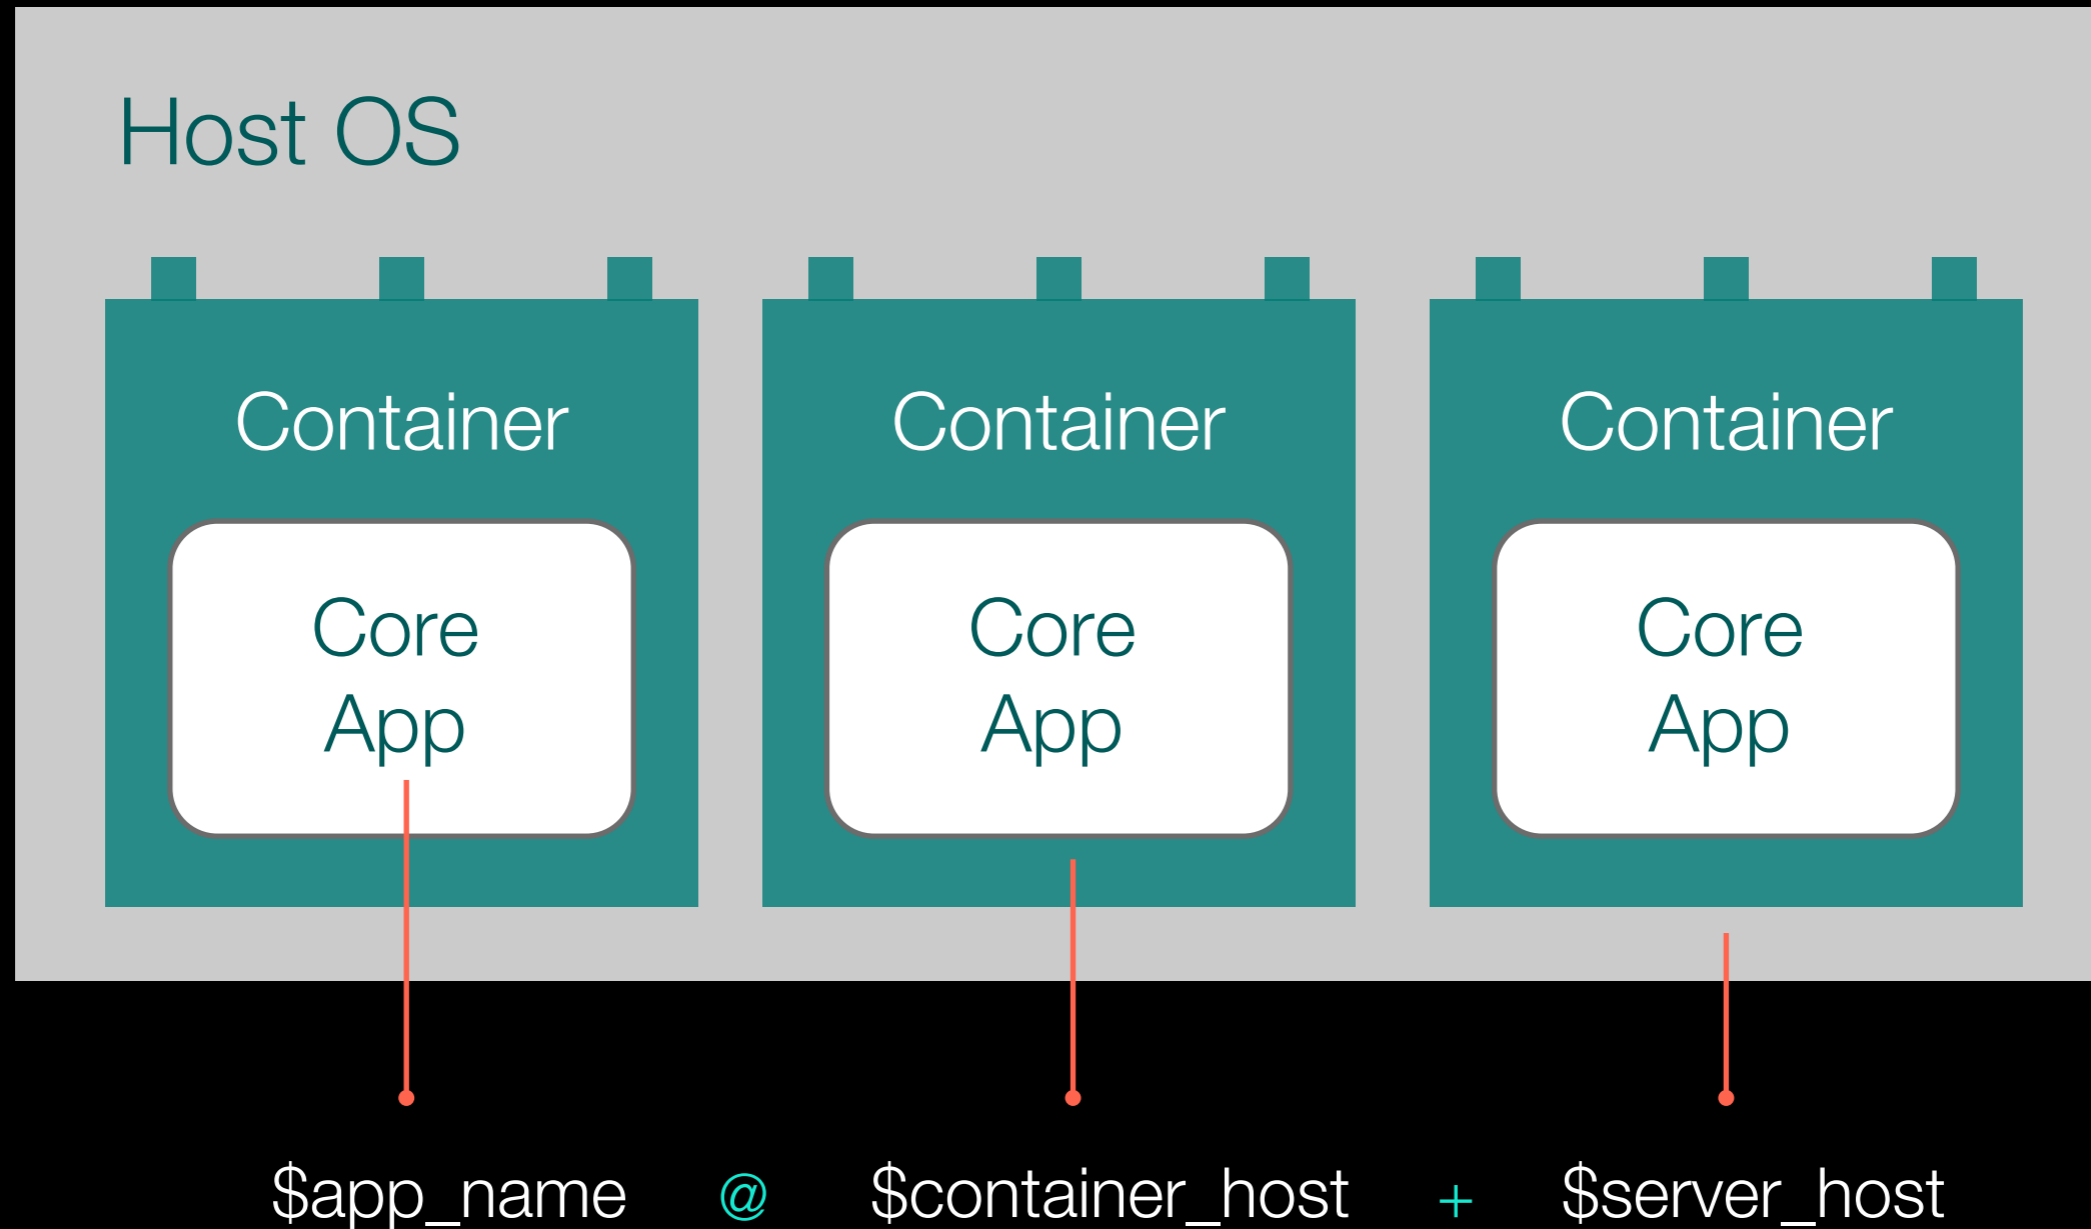 Host OS
Container
Core
App
Container
Core
App
Container
Core
App
$app_name @ $container_host + $server_host